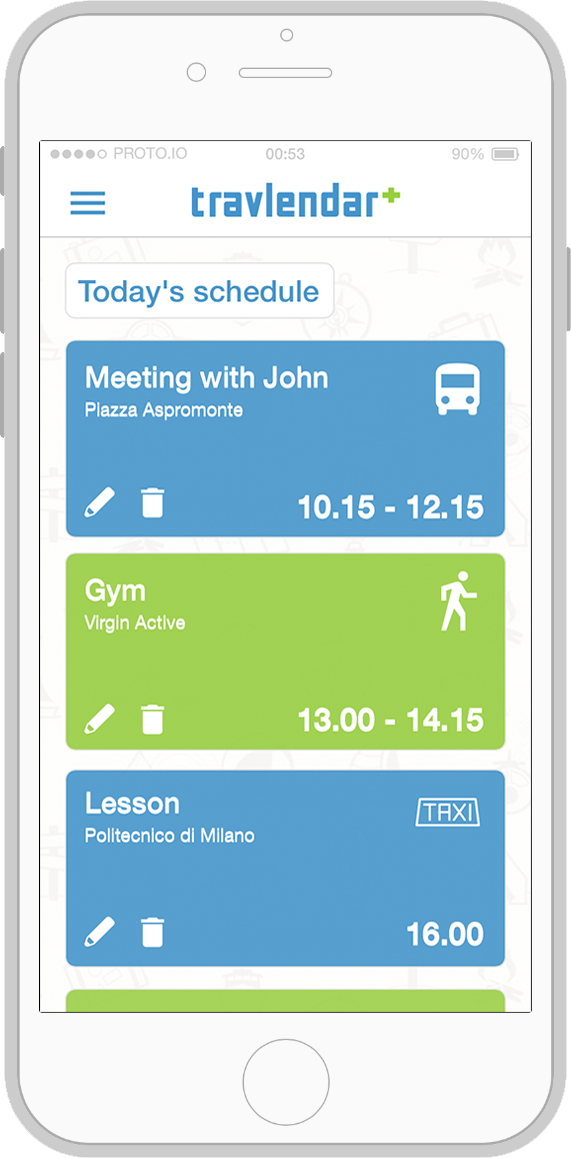 PROTO.IO 00:53 90%
travlendar+
Today's schedule
Meeting with John
Piazza Aspromonte
10.15 - 12.15
Gym
Virgin Active
13.00 - 14.15
Lesson
TAXI
Politecnico di Milano
16.00